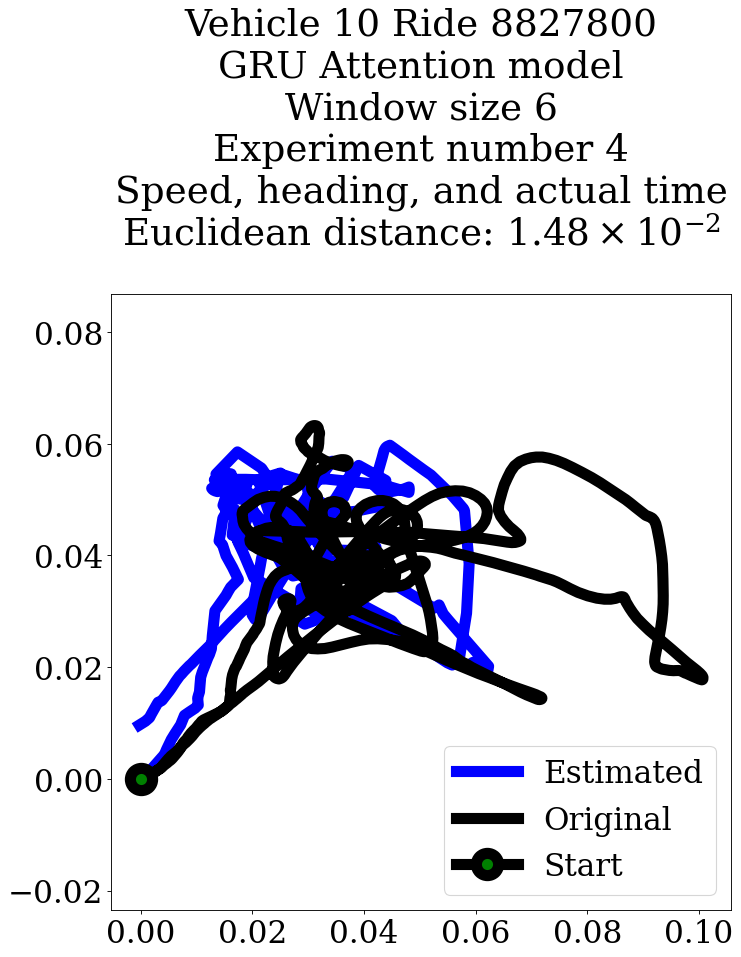 Vehicle 10 Ride 8827800
GRU Attention model
Window size 6
Experiment number 4
Speed, heading, and actual time
Euclidean distance: 1.48 × 10⁻²
0.08
0.06
0.04
0.02
0.00
−0.02
Estimated
Original
Start
0.00 0.02 0.04 0.06 0.08 0.10